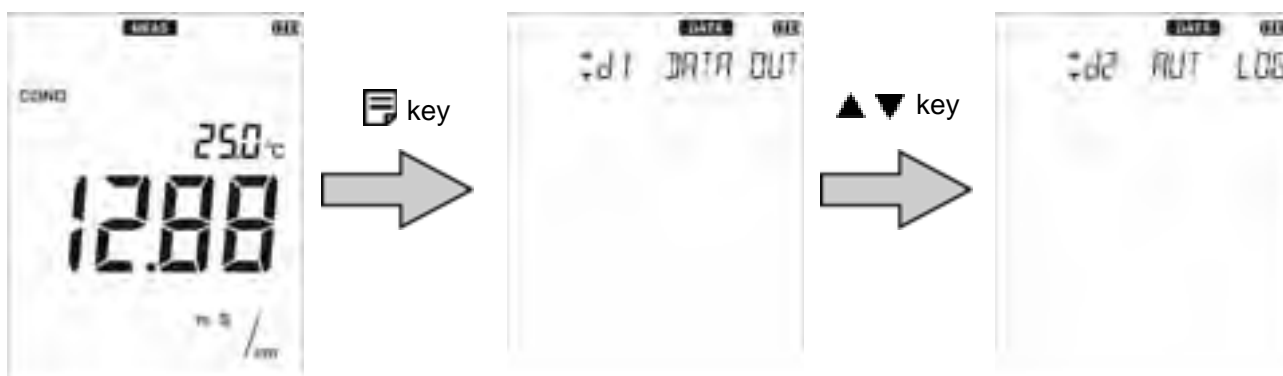 MEAS
COND
25.0 °C
12.88
mS/cm
key
DATA
d1 DATA OUT
▲ ▼ key
DATA
d2 AUT LOG